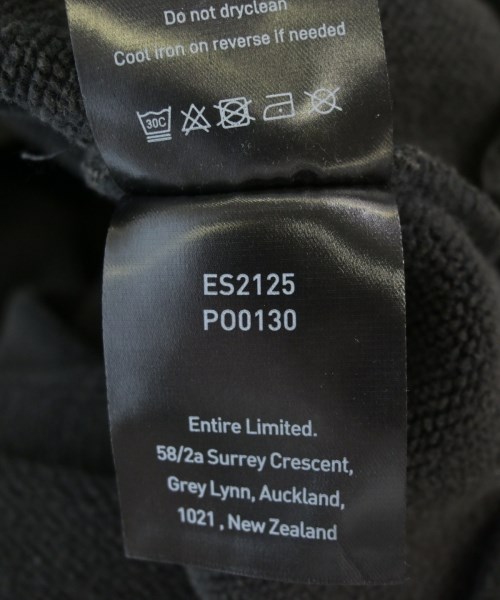 Do not dryclean
Cool iron on reverse if needed
30C
ES2125
PO0130
Entire Limited.
58/2a Surrey Crescent,
Grey Lynn, Auckland,
1021 , New Zealand